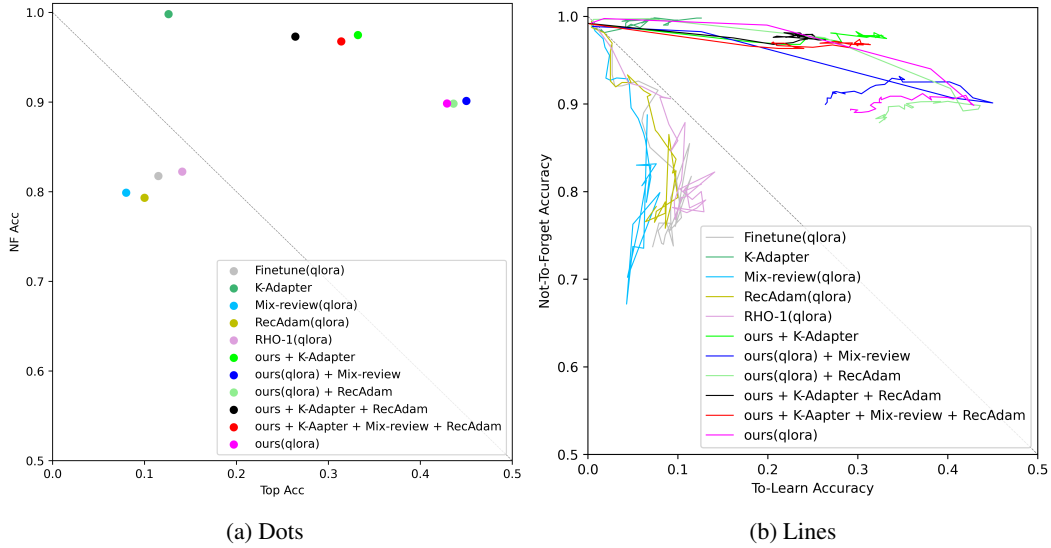 1.0
0.9
0.8
0.7
0.6
0.5
NF Acc
0.0 0.1 0.2 0.3 0.4 0.5
Top Acc
Finetune(qlora)
K-Adapter
Mix-review(qlora)
RecAdam(qlora)
RHO-1(qlora)
ours + K-Adapter
ours(qlora) + Mix-review
ours(qlora) + RecAdam
ours + K-Adapter + RecAdam
ours + K-Aapter + Mix-review + RecAdam
ours(qlora)
(a) Dots
1.0
0.9
0.8
0.7
0.6
0.5
Not-To-Forget Accuracy
0.0 0.1 0.2 0.3 0.4 0.5
To-Learn Accuracy
Finetune(qlora)
K-Adapter
Mix-review(qlora)
RecAdam(qlora)
RHO-1(qlora)
ours + K-Adapter
ours(qlora) + Mix-review
ours(qlora) + RecAdam
ours + K-Adapter + RecAdam
ours + K-Aapter + Mix-review + RecAdam
ours(qlora)
(b) Lines